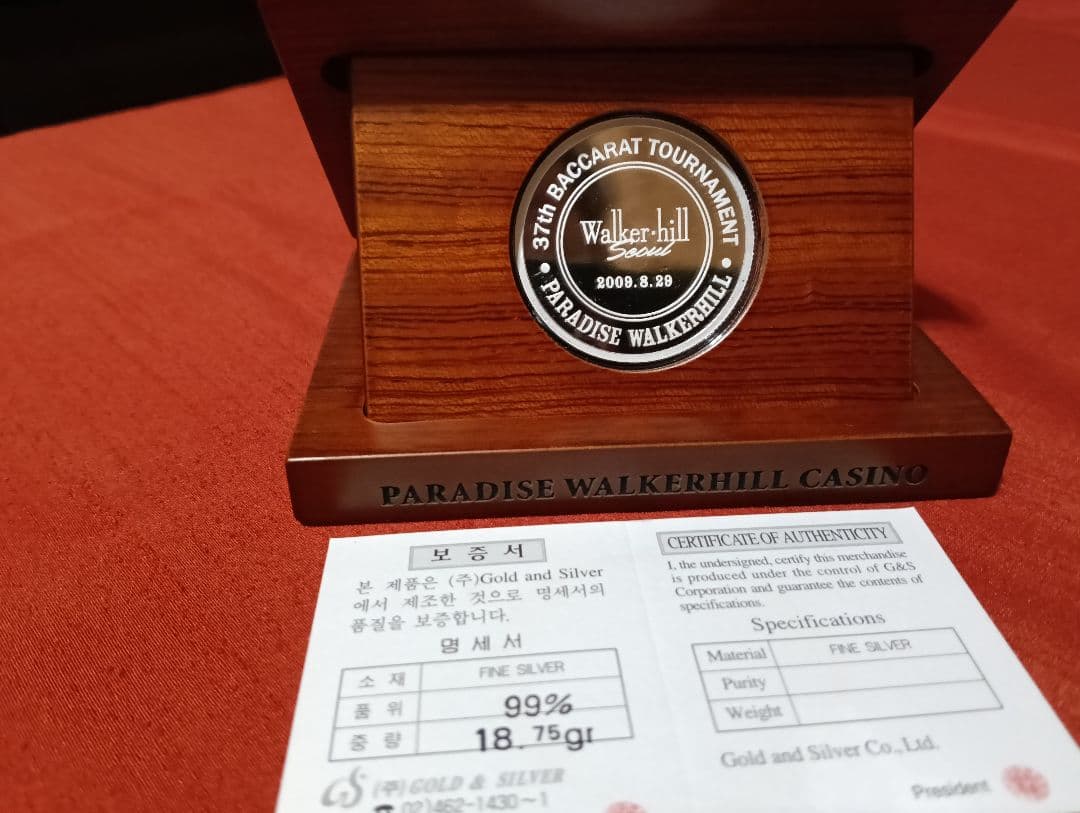 37th BACCARAT TOURNAMENT
Walker·hill
Seoul
2009.8.29
• PARADISE WALKERHILL •
PARADISE WALKERHILL CASINO
보 증 서
본 제품은 (주)Gold and Silver
에서 제조한 것으로 명세서의
품질을 보증합니다.
명 세 서
소 재 FINE SILVER
품 위 99%
중 량 18.75gr
GS (주)GOLD & SILVER
☎ 02)462-1430~1
CERTIFICATE OF AUTHENTICITY
I, the undersigned, certify this merchandise
is produced under the control of G&S
Corporation and guarantee the contents of
specifications.
Specifications
Material FINE SILVER
Purity
Weight
Gold and Silver Co.,Ltd.
President